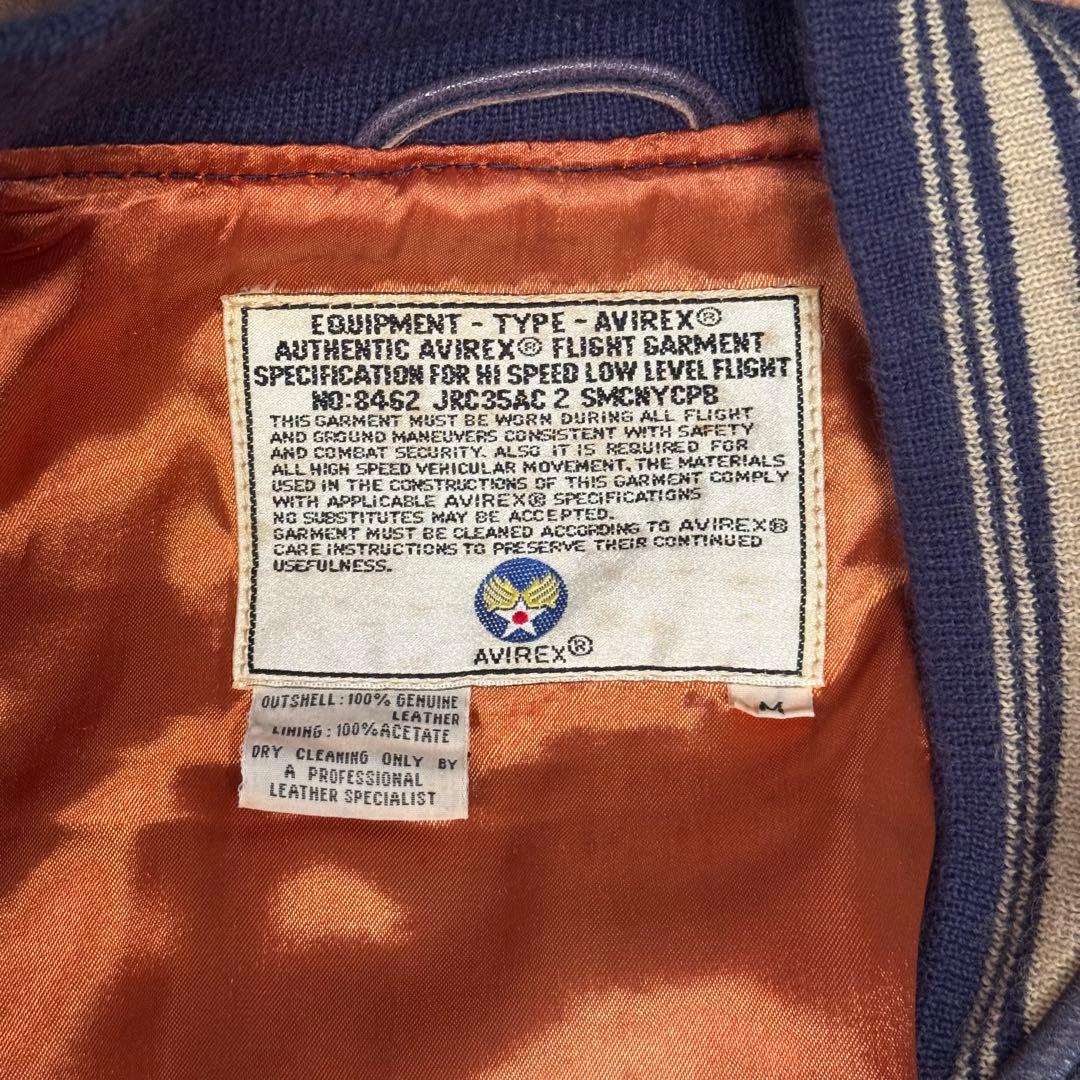 EQUIPMENT - TYPE - AVIREX®
AUTHENTIC AVIREX® FLIGHT GARMENT
SPECIFICATION FOR HI SPEED LOW LEVEL FLIGHT
NO:8462 JRC35AC 2 SMCNYCPB
THIS GARMENT MUST BE WORN DURING ALL FLIGHT
AND GROUND MANEUVERS CONSISTENT WITH SAFETY
AND COMBAT SECURITY. ALSO IT IS REQUIRED FOR
ALL HIGH SPEED VEHICULAR MOVEMENT, THE MATERIALS
USED IN THE CONSTRUCTIONS OF THIS GARMENT COMPLY
WITH APPLICABLE AVIREX® SPECIFICATIONS
NO SUBSTITUTES MAY BE ACCEPTED.
GARMENT MUST BE CLEANED ACCORDING TO AVIREX®
CARE INSTRUCTIONS TO PRESERVE THEIR CONTINUED
USEFULNESS.
AVIREX®
OUTSHELL : 100% GENUINE
LEATHER
LINING : 100% ACETATE
DRY CLEANING ONLY BY
A PROFESSIONAL
LEATHER SPECIALIST
M